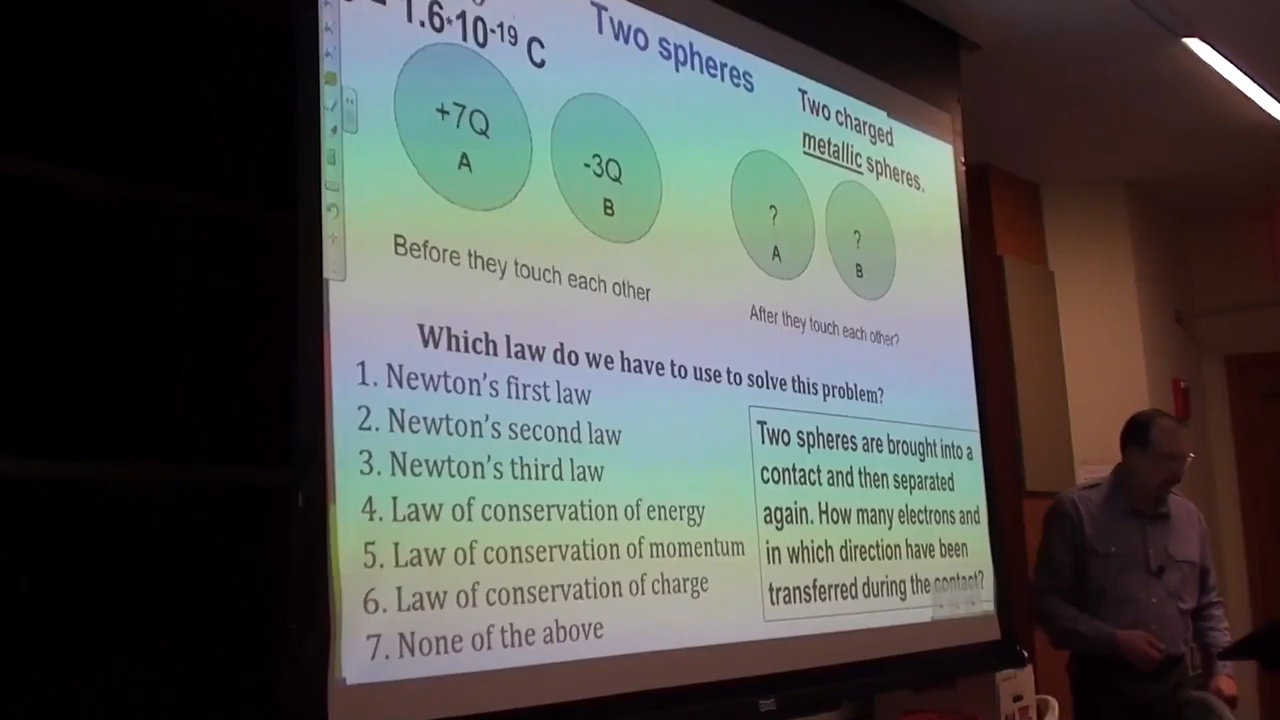 1.6*10-19 C
Two spheres
Two charged
metallic spheres.
+7Q
A
-3Q
B
?
A
?
B
Before they touch each other
After they touch each other?
Which law do we have to use to solve this problem?
1. Newton's first law
2. Newton's second law
3. Newton's third law
4. Law of conservation of energy
5. Law of conservation of momentum
6. Law of conservation of charge
7. None of the above
Two spheres are brought into a
contact and then separated
again. How many electrons and
in which direction have been
transferred during the contact?